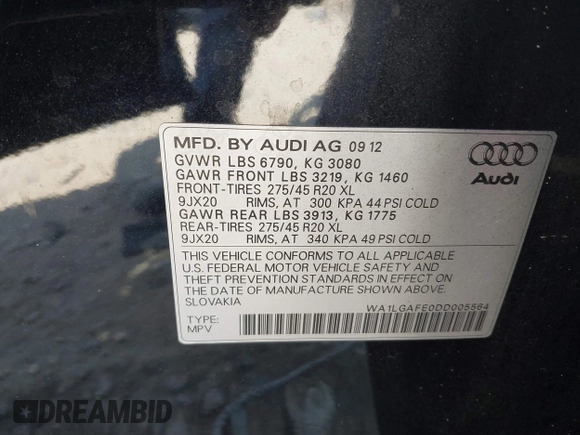 MFD. BY AUDI AG 09 12
GVWR LBS 6790, KG 3080
GAWR FRONT LBS 3219, KG 1460
FRONT-TIRES 275/45 R20 XL
9JX20 RIMS, AT 300 KPA 44 PSI COLD
GAWR REAR LBS 3913, KG 1775
REAR-TIRES 275/45 R20 XL
9JX20 RIMS, AT 340 KPA 49 PSI COLD
Audi
THIS VEHICLE CONFORMS TO ALL APPLICABLE
U.S. FEDERAL MOTOR VEHICLE SAFETY AND
THEFT PREVENTION STANDARDS IN EFFECT ON
THE DATE OF MANUFACTURE SHOWN ABOVE.
SLOVAKIA
WA1LGAFE0DD005564
TYPE:
MPV
DREAMBID